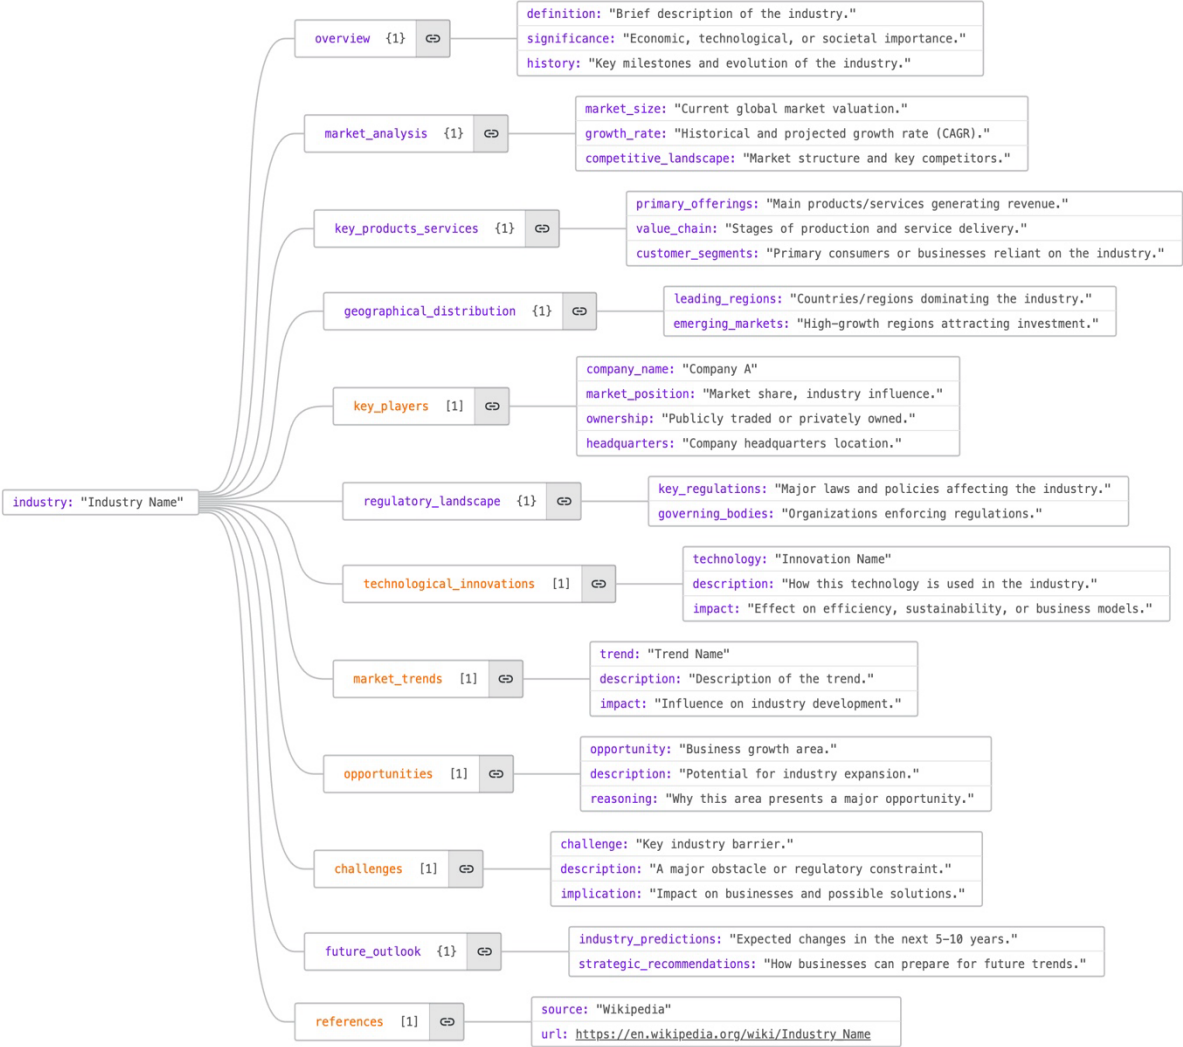 overview {1}
definition: "Brief description of the industry."
significance: "Economic, technological, or societal importance."
history: "Key milestones and evolution of the industry."
market_analysis {1}
market_size: "Current global market valuation."
growth_rate: "Historical and projected growth rate (CAGR)."
competitive_landscape: "Market structure and key competitors."
key_products_services {1}
primary_offerings: "Main products/services generating revenue."
value_chain: "Stages of production and service delivery."
customer_segments: "Primary consumers or businesses reliant on the industry."
geographical_distribution {1}
leading_regions: "Countries/regions dominating the industry."
emerging_markets: "High-growth regions attracting investment."
key_players [1]
company_name: "Company A"
market_position: "Market share, industry influence."
ownership: "Publicly traded or privately owned."
headquarters: "Company headquarters location."
industry: "Industry Name"
regulatory_landscape {1}
key_regulations: "Major laws and policies affecting the industry."
governing_bodies: "Organizations enforcing regulations."
technological_innovations [1]
technology: "Innovation Name"
description: "How this technology is used in the industry."
impact: "Effect on efficiency, sustainability, or business models."
market_trends [1]
trend: "Trend Name"
description: "Description of the trend."
impact: "Influence on industry development."
opportunities [1]
opportunity: "Business growth area."
description: "Potential for industry expansion."
reasoning: "Why this area presents a major opportunity."
challenges [1]
challenge: "Key industry barrier."
description: "A major obstacle or regulatory constraint."
implication: "Impact on businesses and possible solutions."
future_outlook {1}
industry_predictions: "Expected changes in the next 5-10 years."
strategic_recommendations: "How businesses can prepare for future trends."
references [1]
source: "Wikipedia"
url: https://en.wikipedia.org/wiki/Industry_Name